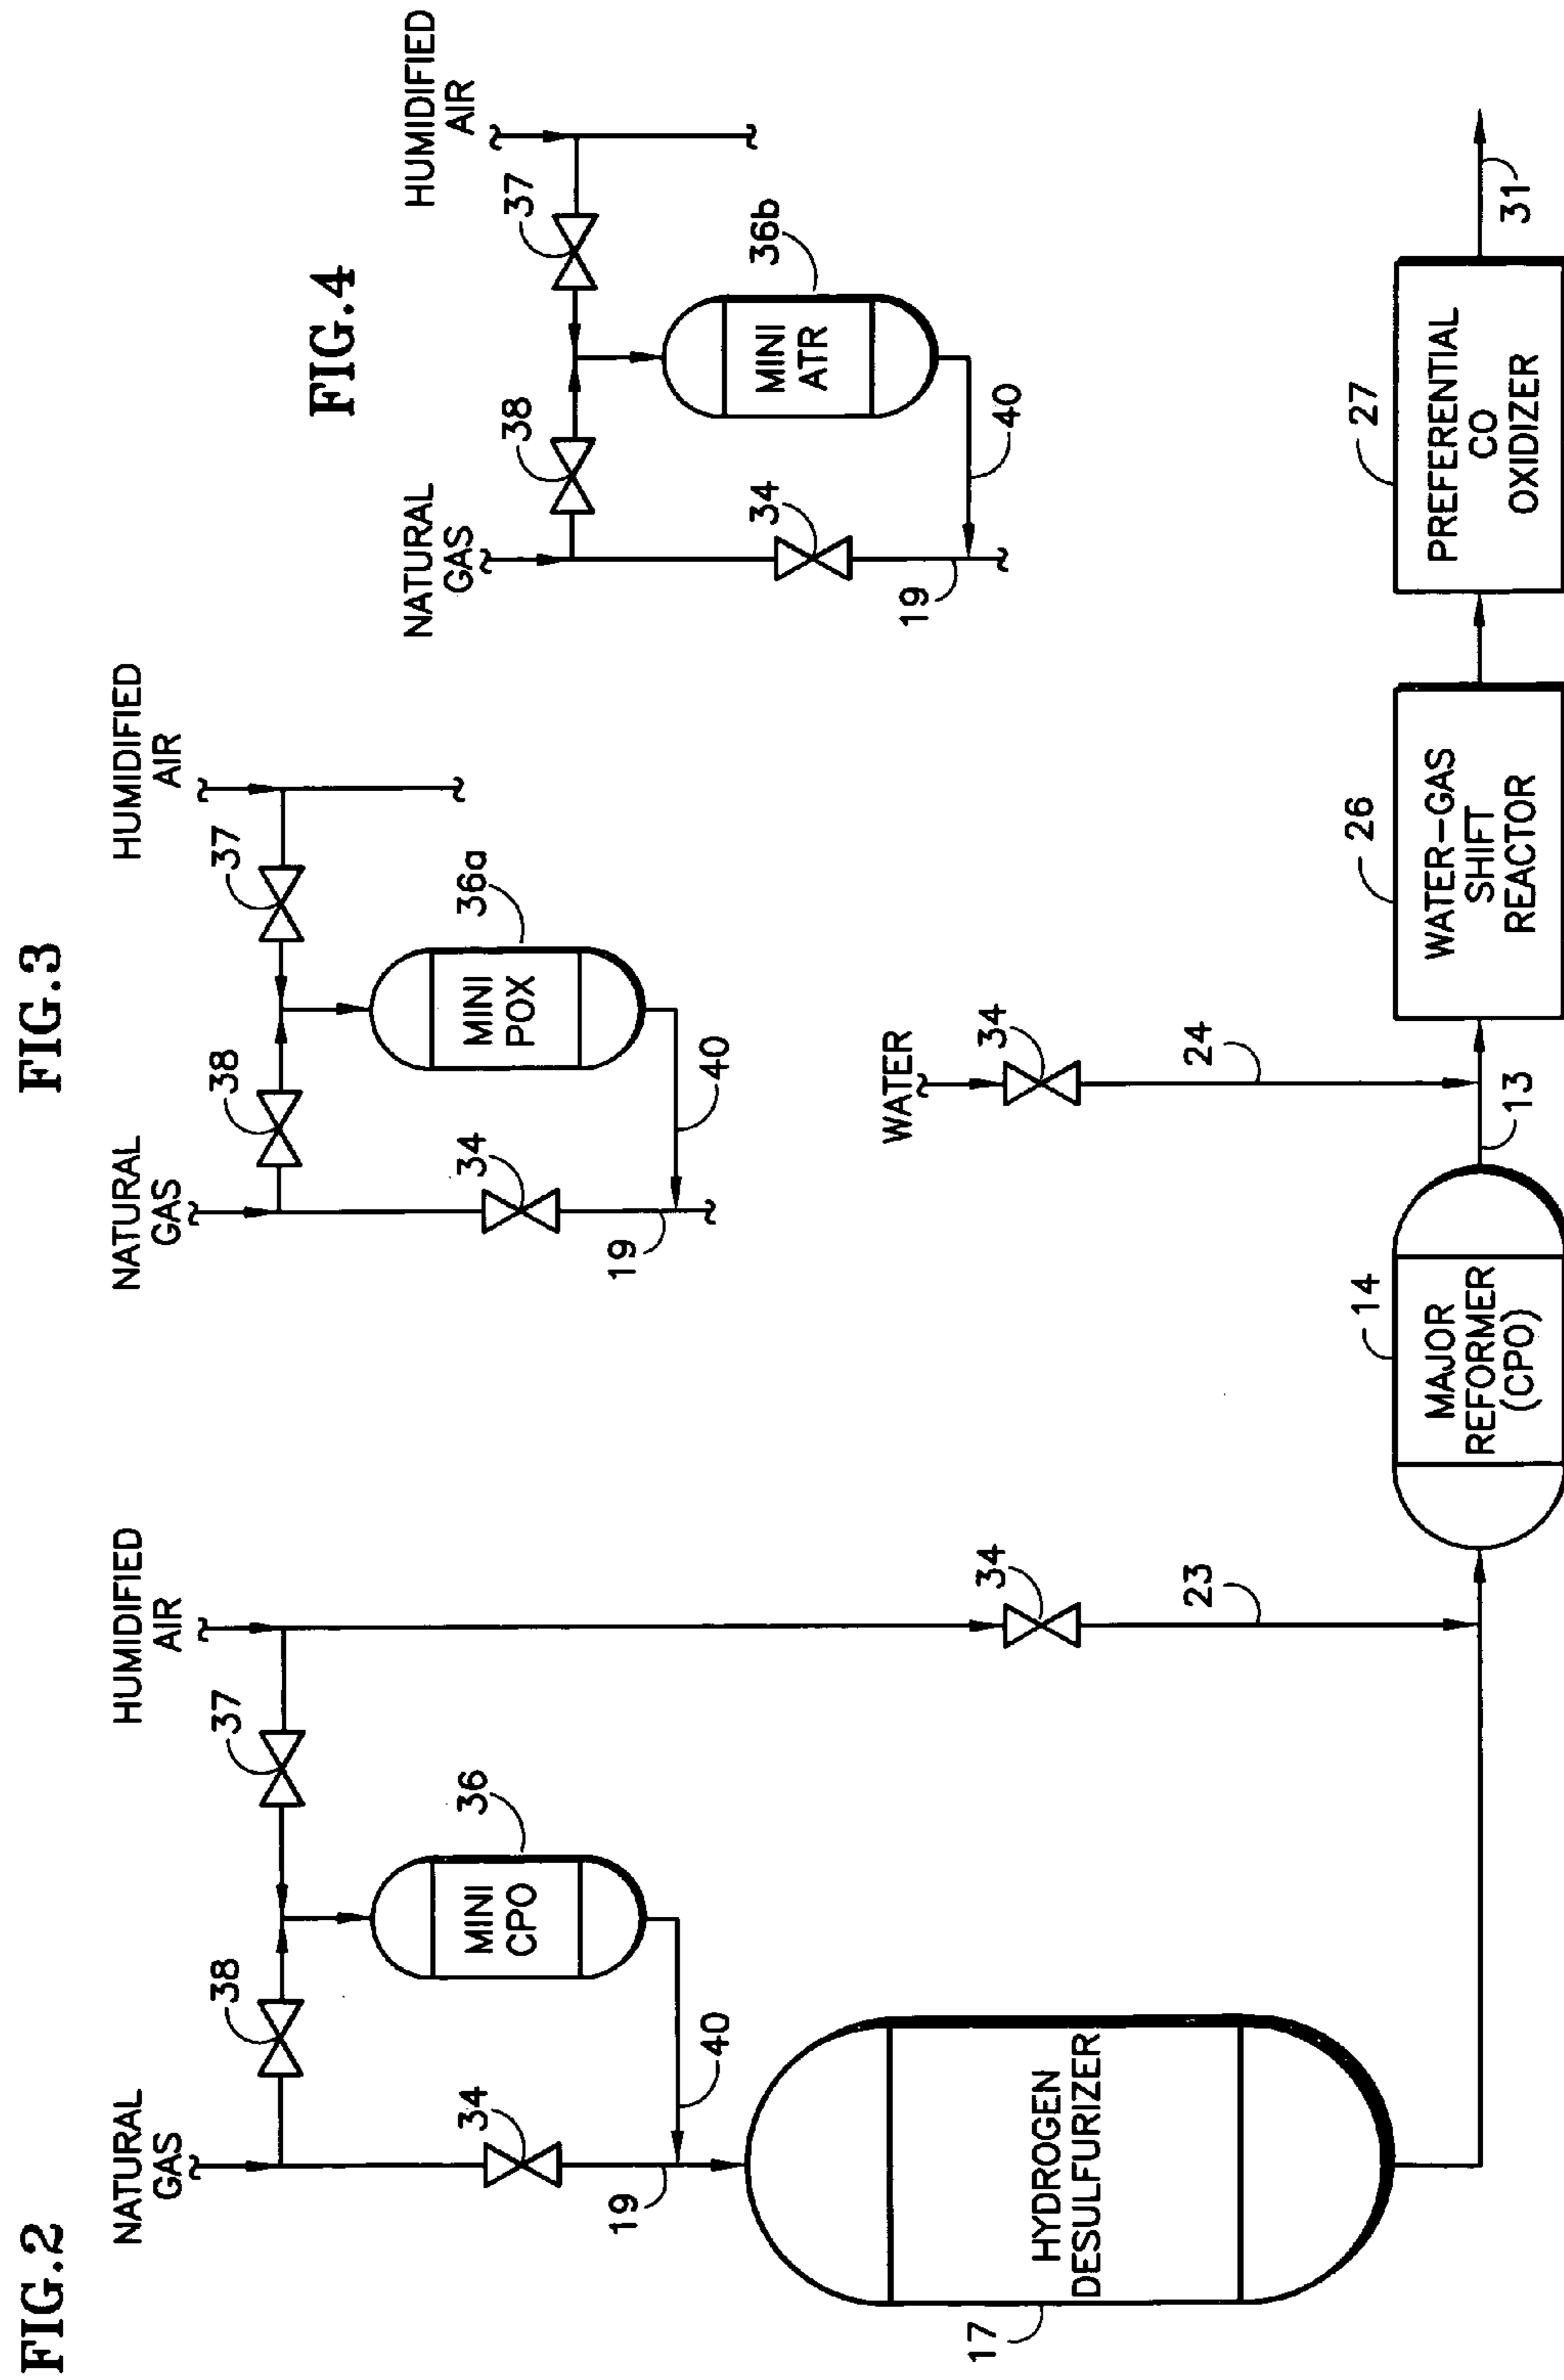 FIG.2
NATURAL
GAS
38
37
HUMIDIFIED
AIR
MINI
CPO
36
34
19
40
HYDROGEN
DESULFURIZER
17
34
23
MAJOR
REFORMER
(CPO)
14
13
WATER
34
24
WATER-GAS
SHIFT
REACTOR
26
PREFERENTIAL
CO
OXIDIZER
27
31
FIG.3
NATURAL
GAS
38
37
HUMIDIFIED
AIR
MINI
POX
36a
34
19
40
FIG.4
NATURAL
GAS
38
37
HUMIDIFIED
AIR
MINI
ATR
36b
34
19
40